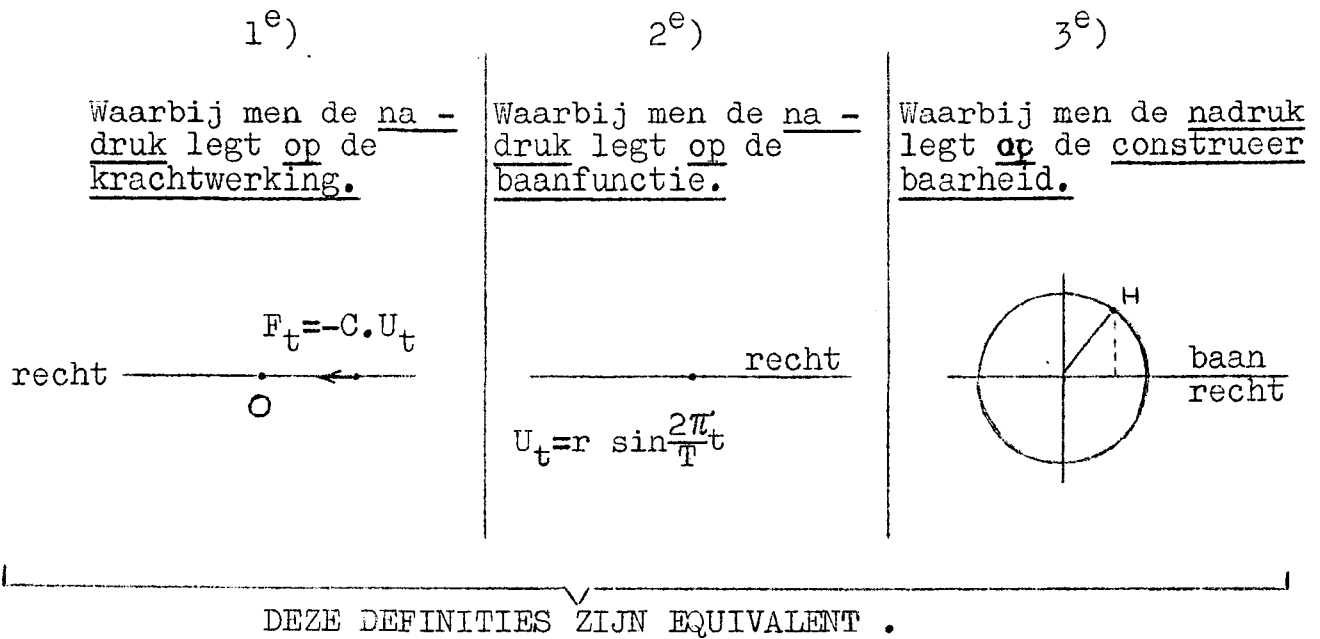 1e)
Waarbij men de na -
druk legt op de
krachtwerking.
Ft=-C.Ut
recht
O
2e)
Waarbij men de na -
druk legt op de
baanfunctie.
recht
Ut=r sin 2π/T t
3e)
Waarbij men de nadruk
legt op de construeer
baarheid.
H
baan
recht
DEZE DEFINITIES ZIJN EQUIVALENT .